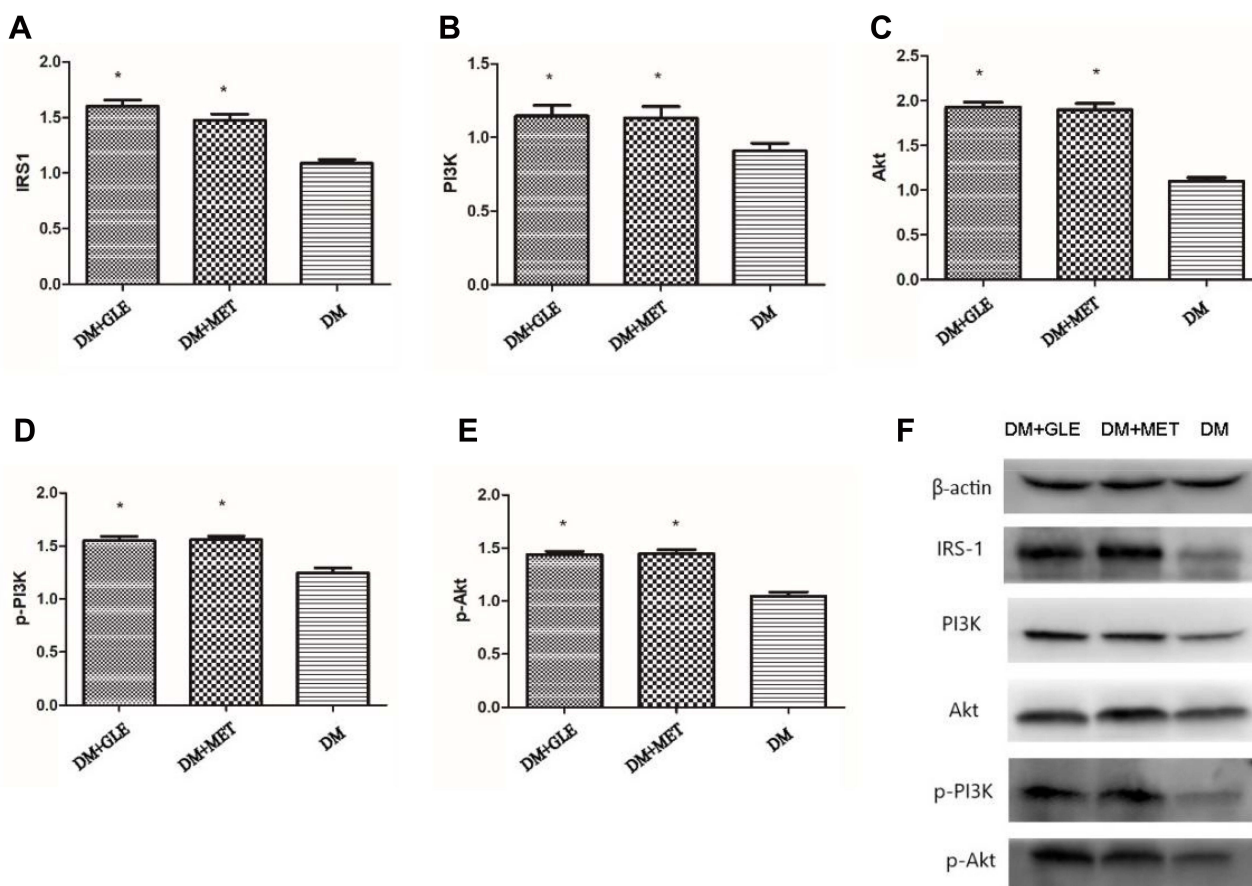 A
IRS1
2.0
1.5
1.0
0.5
0.0
*
*
DM+GLE
DM+MET
DM
B
PI3K
1.5
1.0
0.5
0.0
*
*
DM+GLE
DM+MET
DM
C
Akt
2.5
2.0
1.5
1.0
2.5
0.0
*
*
DM+GLE
DM+MET
DM
D
p-PI3K
2.0
1.5
1.0
0.5
0.0
*
*
DM+GLE
DM+MET
DM
E
p-Akt
2.0
1.5
1.0
0.5
0.0
*
*
DM+GLE
DM+MET
DM
F
DM+GLE DM+MET DM
β-actin
IRS-1
PI3K
Akt
p-PI3K
p-Akt